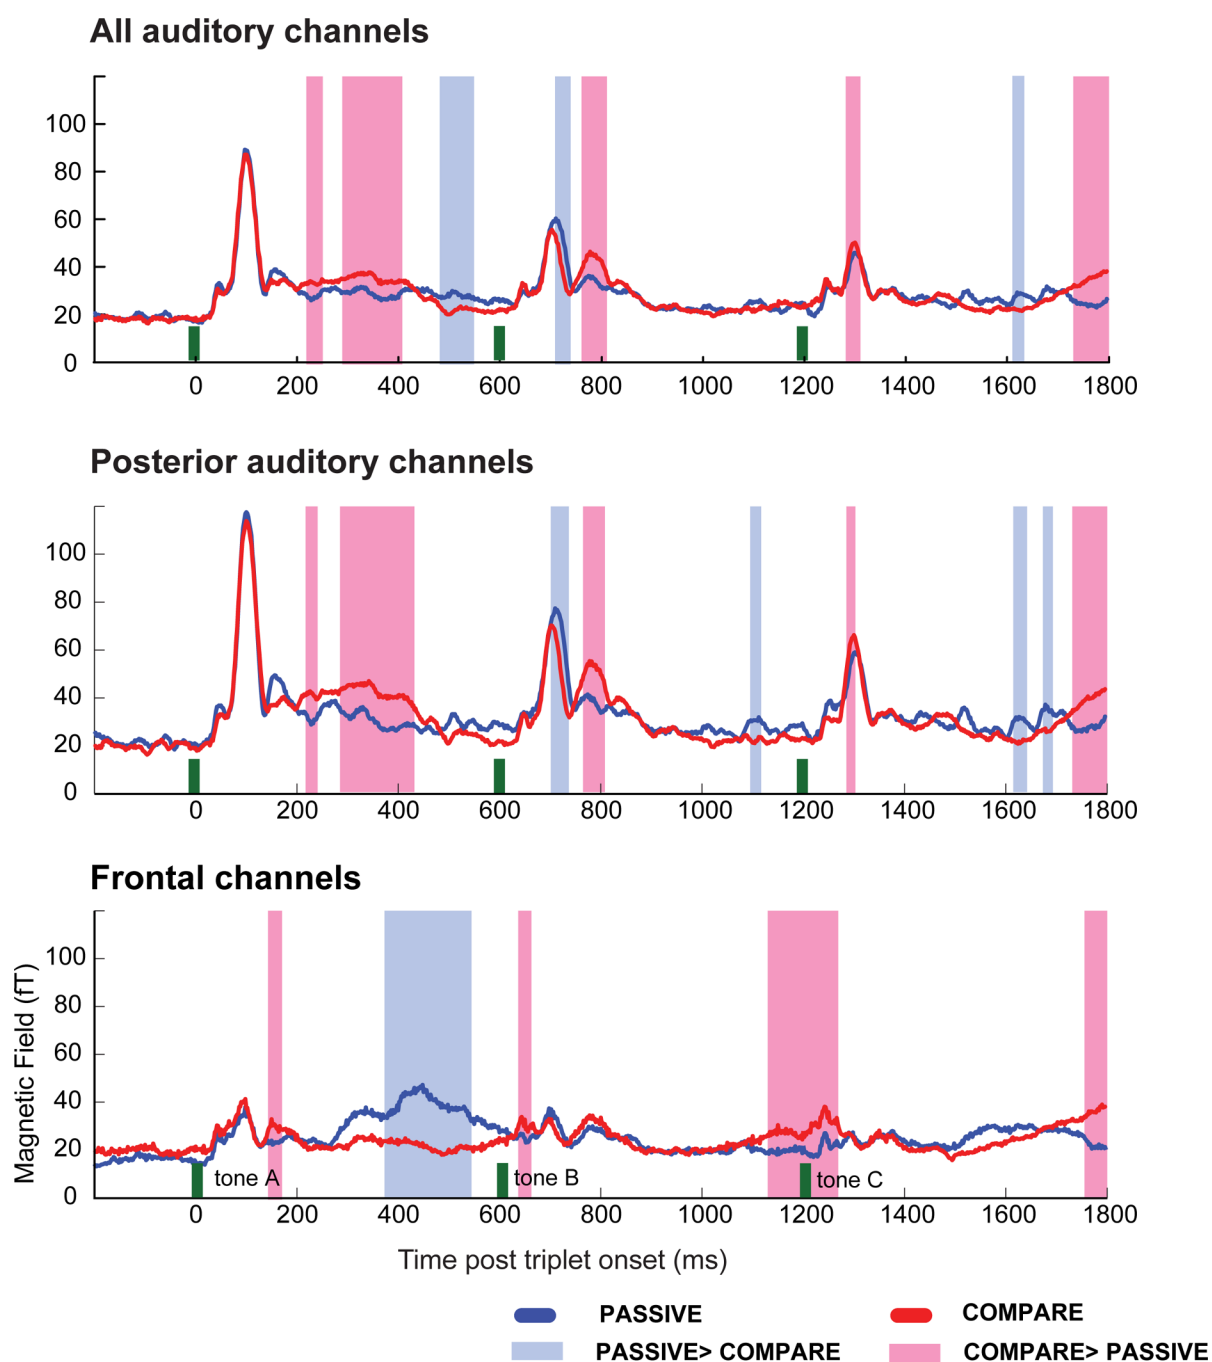 All auditory channels
100
80
60
40
20
0
0 200 400 600 800 1000 1200 1400 1600 1800
Posterior auditory channels
100
80
60
40
20
0
0 200 400 600 800 1000 1200 1400 1600 1800
Frontal channels
Magnetic Field (fT)
100
80
60
40
20
0
tone A tone B tone C
0 200 400 600 800 1000 1200 1400 1600 1800
Time post triplet onset (ms)
PASSIVE COMPARE
PASSIVE> COMPARE COMPARE> PASSIVE